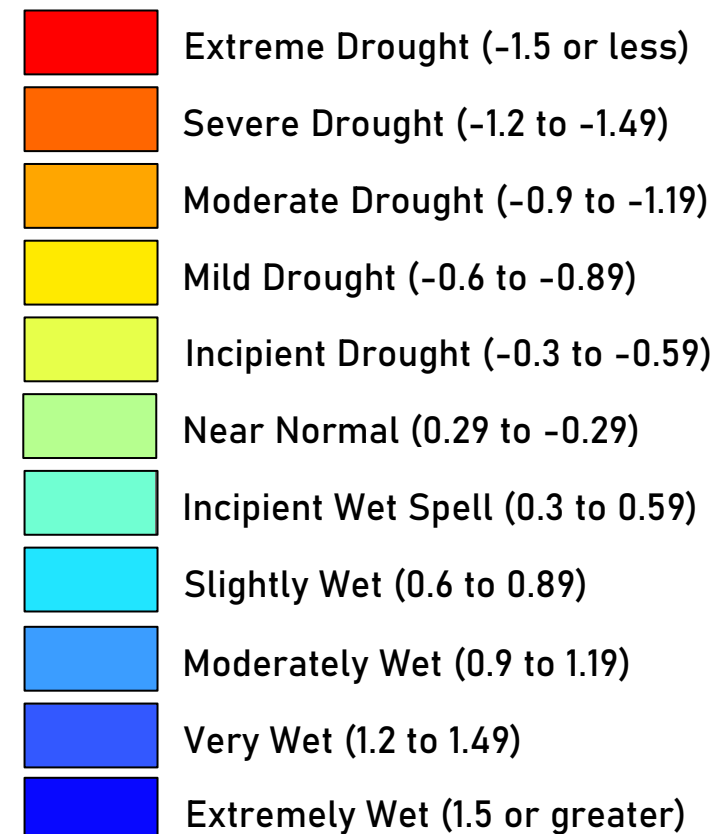 Extreme Drought (-1.5 or less)
Severe Drought (-1.2 to -1.49)
Moderate Drought (-0.9 to -1.19)
Mild Drought (-0.6 to -0.89)
Incipient Drought (-0.3 to -0.59)
Near Normal (0.29 to -0.29)
Incipient Wet Spell (0.3 to 0.59)
Slightly Wet (0.6 to 0.89)
Moderately Wet (0.9 to 1.19)
Very Wet (1.2 to 1.49)
Extremely Wet (1.5 or greater)